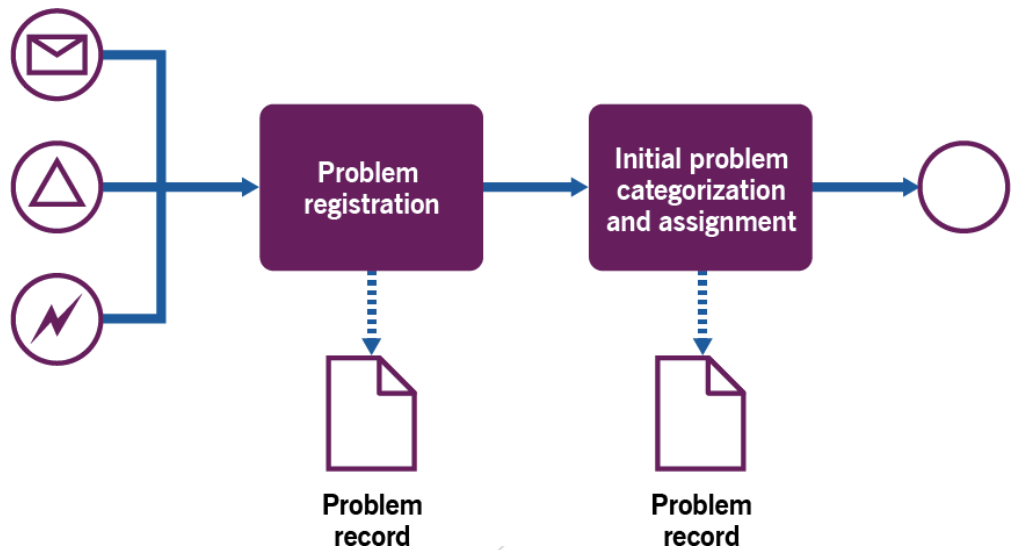 Problem
registration
Initial problem
categorization
and assignment
Problem
record
Problem
record